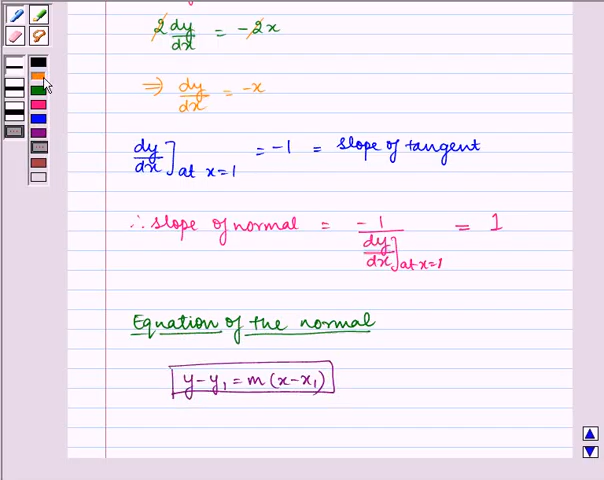 2 dy/dx = -2x
⇒ dy/dx = -x
dy/dx] at x=1 = -1 = slope of tangent
∴ slope of normal = -1/(dy/dx] at x=1) = 1
Equation of the normal
y-y₁ = m(x-x₁)